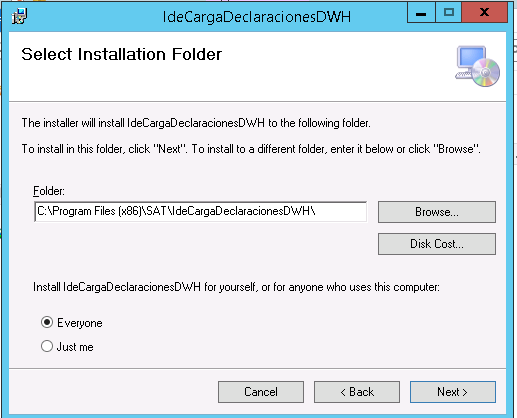 IdeCargaDeclaracionesDWH
Select Installation Folder
The installer will install IdeCargaDeclaracionesDWH to the following folder.
To install in this folder, click "Next". To install to a different folder, enter it below or click "Browse".
Folder:
C:\Program Files (x86)\SAT\IdeCargaDeclaracionesDWH\
Browse...
Disk Cost...
Install IdeCargaDeclaracionesDWH for yourself, or for anyone who uses this computer:
Everyone
Just me
Cancel
< Back
Next >